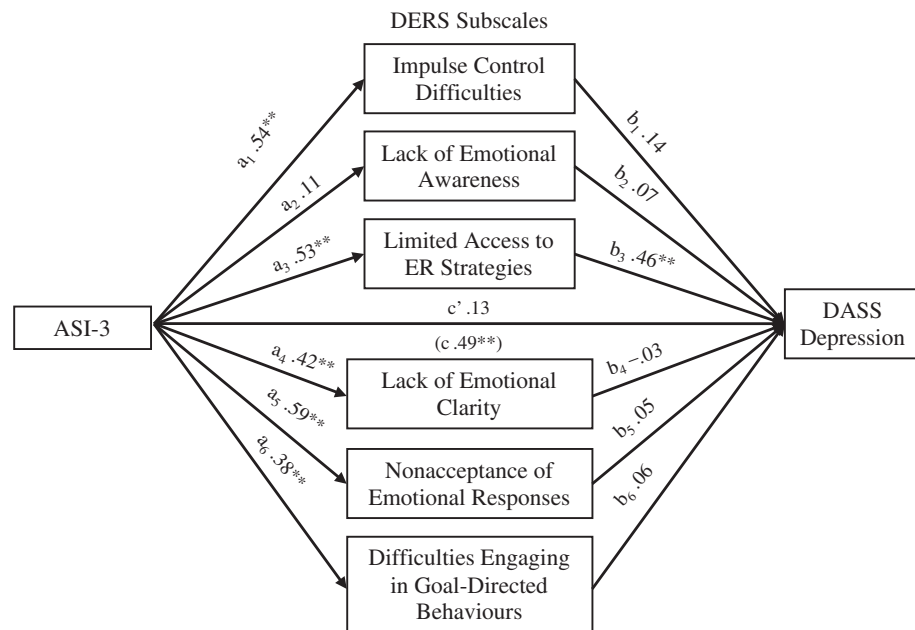 DERS Subscales
Impulse Control
Difficulties
a₁ .54**
b₁ .14
Lack of Emotional
Awareness
a₂ .11
b₂ .07
Limited Access to
ER Strategies
a₃ .53**
b₃ .46**
c' .13
ASI-3
DASS
Depression
(c .49**)
a₄ .42**
b₄ –.03
Lack of Emotional
Clarity
a₅ .59**
b₅ .05
Nonacceptance of
Emotional Responses
a₆ .38**
b₆ .06
Difficulties Engaging
in Goal-Directed
Behaviours